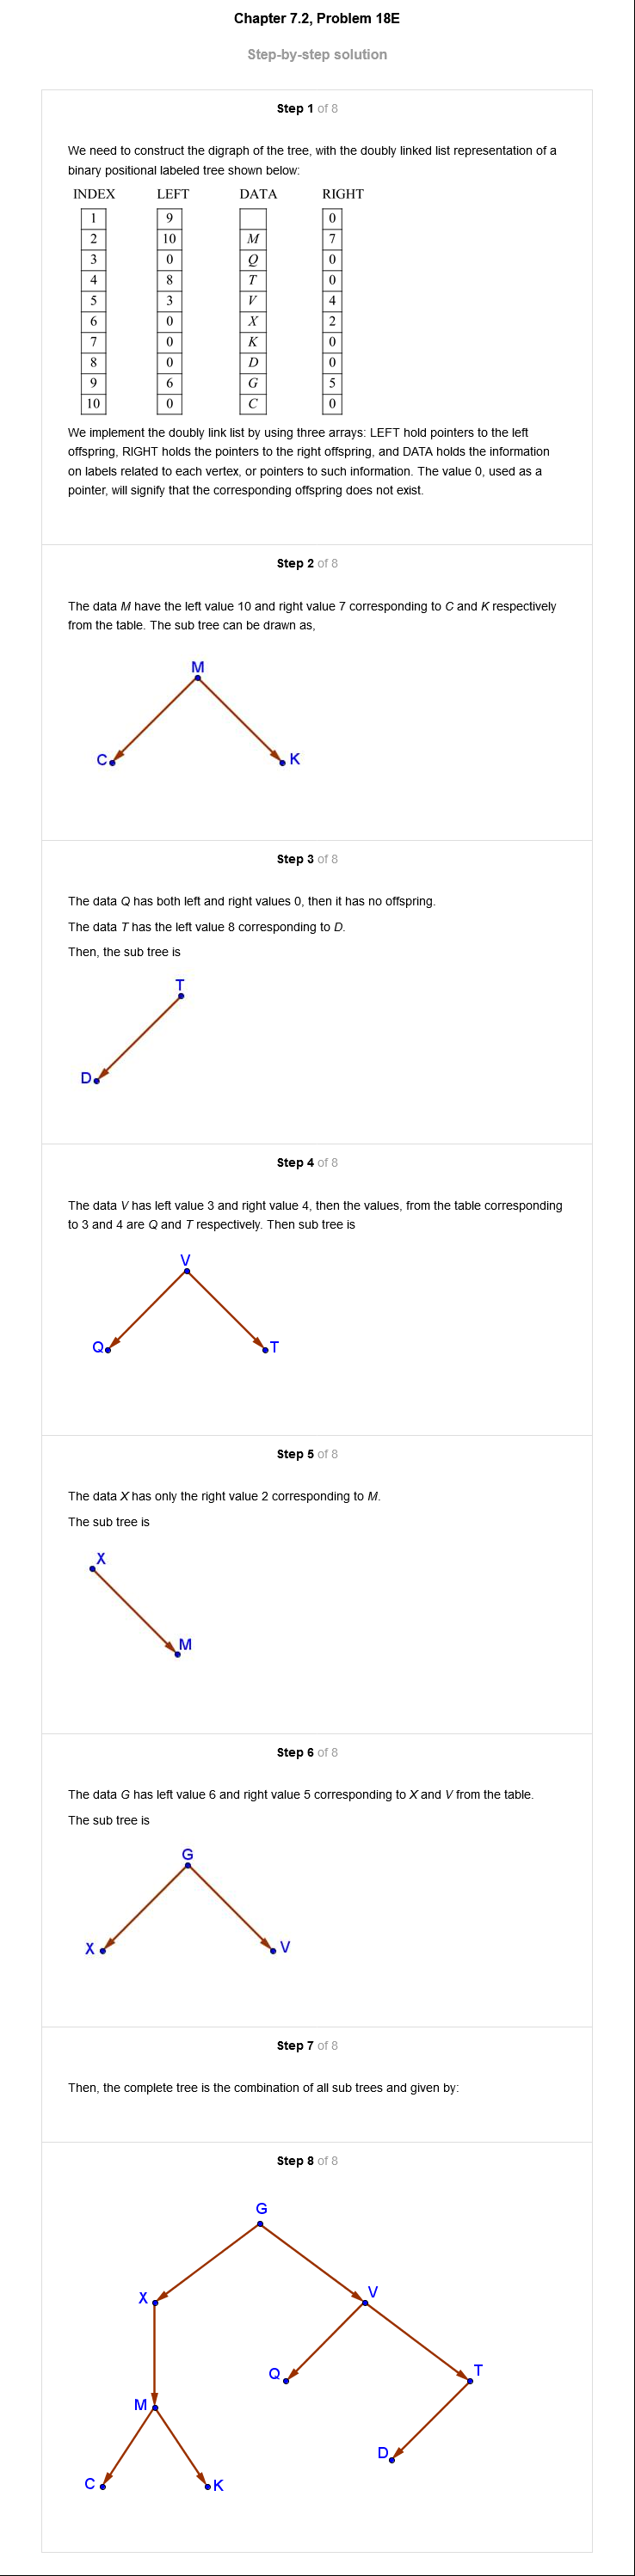 Chapter 7.2, Problem 18E
Step-by-step solution
Step 1 of 8
We need to construct the digraph of the tree, with the doubly linked list representation of a
binary positional labeled tree shown below:
INDEX LEFT DATA RIGHT
1 9 0
2 10 M 7
3 0 Q 0
4 8 T 0
5 3 V 4
6 0 X 2
7 0 K 0
8 0 D 0
9 6 G 5
10 0 C 0
We implement the doubly link list by using three arrays: LEFT hold pointers to the left
offspring, RIGHT holds the pointers to the right offspring, and DATA holds the information
on labels related to each vertex, or pointers to such information. The value 0, used as a
pointer, will signify that the corresponding offspring does not exist.
Step 2 of 8
The data M have the left value 10 and right value 7 corresponding to C and K respectively
from the table. The sub tree can be drawn as,
M
C K
Step 3 of 8
The data Q has both left and right values 0, then it has no offspring.
The data T has the left value 8 corresponding to D.
Then, the sub tree is
T
D
Step 4 of 8
The data V has left value 3 and right value 4, then the values, from the table corresponding
to 3 and 4 are Q and T respectively. Then sub tree is
V
Q T
Step 5 of 8
The data X has only the right value 2 corresponding to M.
The sub tree is
X
M
Step 6 of 8
The data G has left value 6 and right value 5 corresponding to X and V from the table.
The sub tree is
G
X V
Step 7 of 8
Then, the complete tree is the combination of all sub trees and given by:
Step 8 of 8
G
X V
Q T
M
D
C K